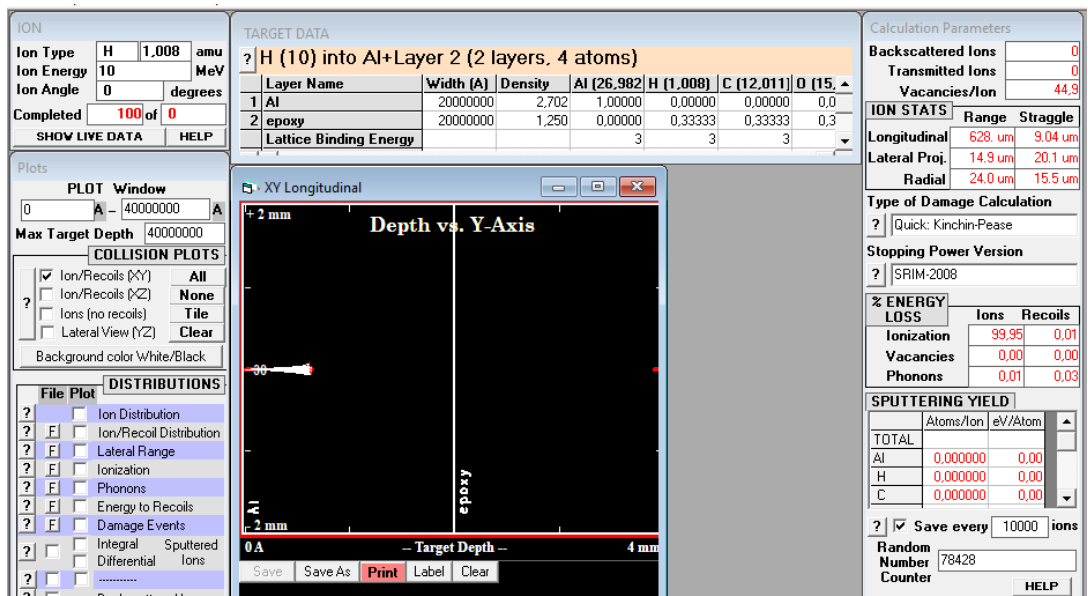 ION
Ion Type H 1,008 amu
Ion Energy 10 MeV
Ion Angle 0 degrees
Completed 100 of 0
SHOW LIVE DATA HELP
Plots
PLOT Window
0 A - 40000000 A
Max Target Depth 40000000
COLLISION PLOTS
Ion/Recoils (XY) All
? Ion/Recoils (XZ) None
Ions (no recoils) Tile
Lateral View (YZ) Clear
Background color White/Black
DISTRIBUTIONS
File Plot
? Ion Distribution
? F Ion/Recoil Distribution
? F Lateral Range
? F Ionization
? F Phonons
? F Energy to Recoils
? F Damage Events
? Integral Sputtered
Differential Ions
? -----------
TARGET DATA
? H (10) into Al+Layer 2 (2 layers, 4 atoms)
Layer Name Width (A) Density Al (26,982 H (1,008) C (12,011) O (15,
1 Al 20000000 2,702 1,00000 0,00000 0,00000 0,0
2 epoxy 20000000 1,250 0,00000 0,33333 0,33333 0,3
Lattice Binding Energy 3 3 3
XY Longitudinal
+ 2 mm
Depth vs. Y-Axis
Al
epoxy
- 2 mm
0 A -- Target Depth -- 4 mm
Save Save As Print Label Clear
Calculation Parameters
Backscattered Ions 0
Transmitted Ions 0
Vacancies/Ion 44,9
ION STATS Range Straggle
Longitudinal 628. um 9.04 um
Lateral Proj. 14.9 um 20.1 um
Radial 24.0 um 15.5 um
Type of Damage Calculation
? Quick: Kinchin-Pease
Stopping Power Version
? SRIM-2008
% ENERGY LOSS Ions Recoils
Ionization 99,95 0,01
Vacancies 0,00 0,00
Phonons 0,01 0,03
SPUTTERING YIELD
Atoms/Ion eV/Atom
TOTAL
Al 0,000000 0,00
H 0,000000 0,00
C 0,000000 0,00
? Save every 10000 ions
Random
Number 78428
Counter
HELP